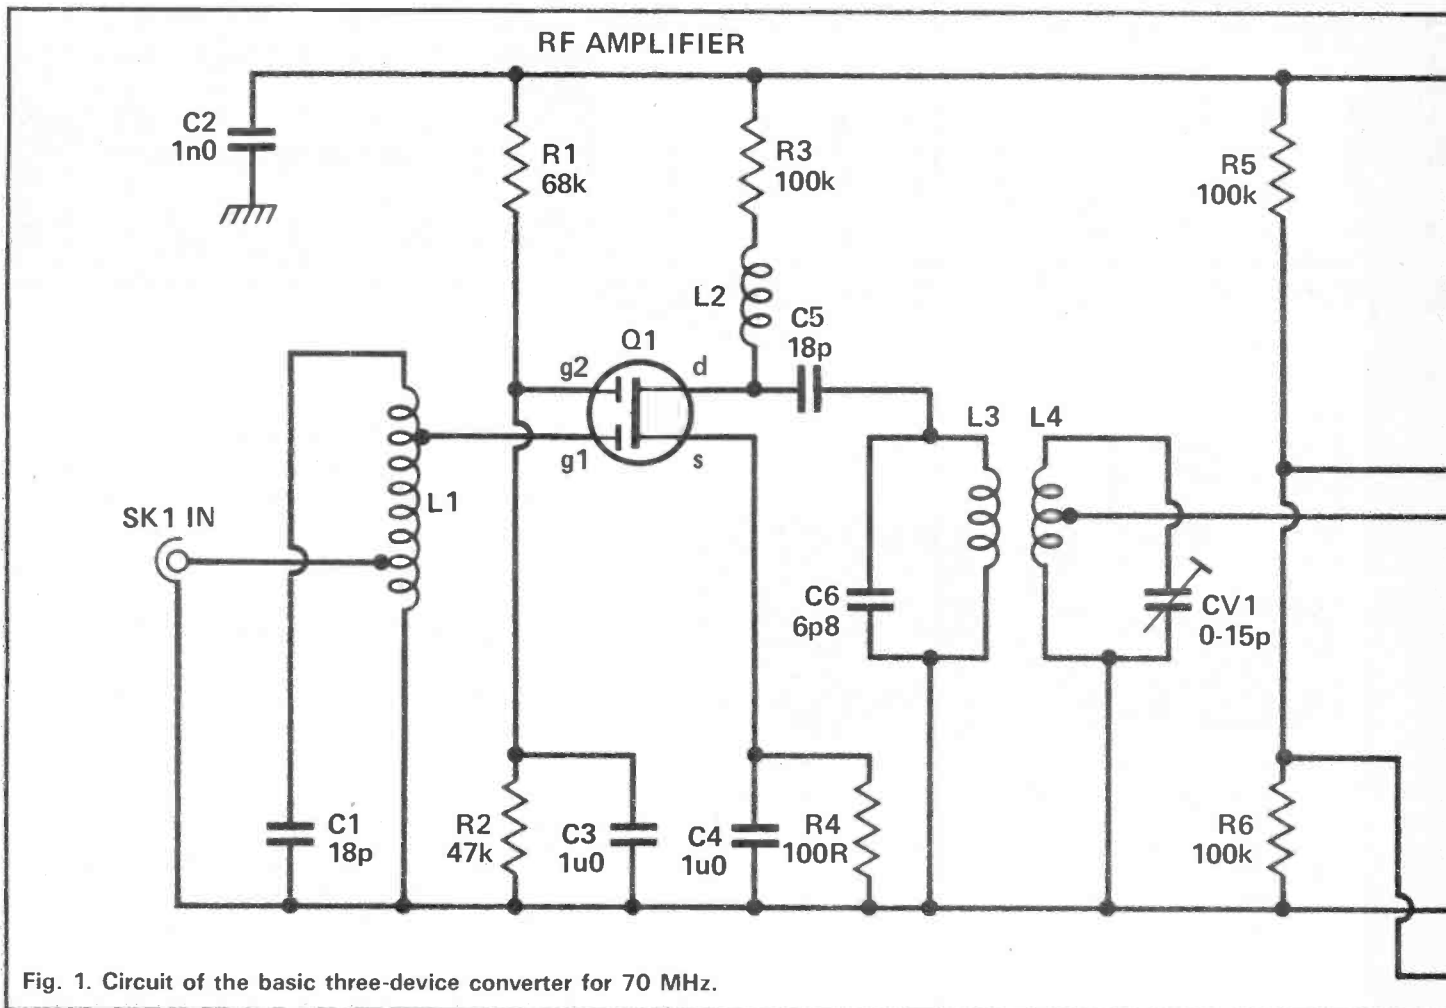 RF AMPLIFIER
C2
1n0
R1
68k
R3
100k
R5
100k
L2
C5
18p
Q1
g2
d
g1
s
L3
L4
L1
SK1 IN
C6
6p8
CV1
0-15p
C1
18p
R2
47k
C3
1u0
C4
1u0
R4
100R
R6
100k
Fig. 1. Circuit of the basic three-device converter for 70 MHz.